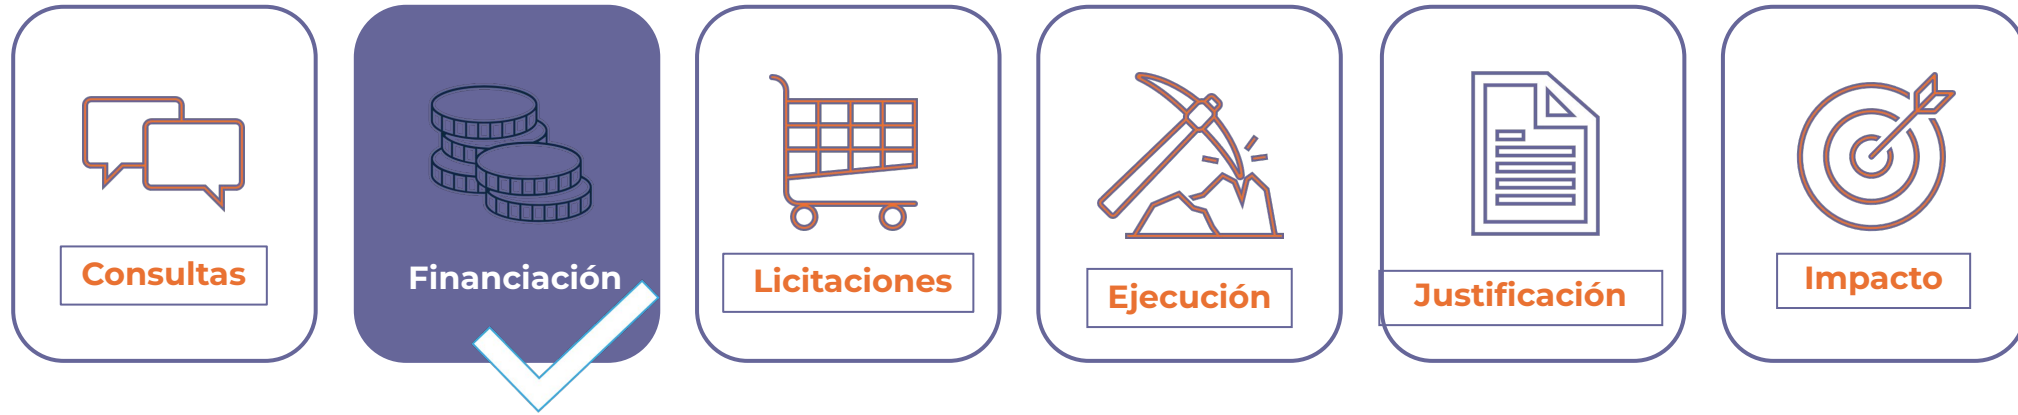 Consultas
Financiación
Licitaciones
Ejecución
Justificación
Impacto